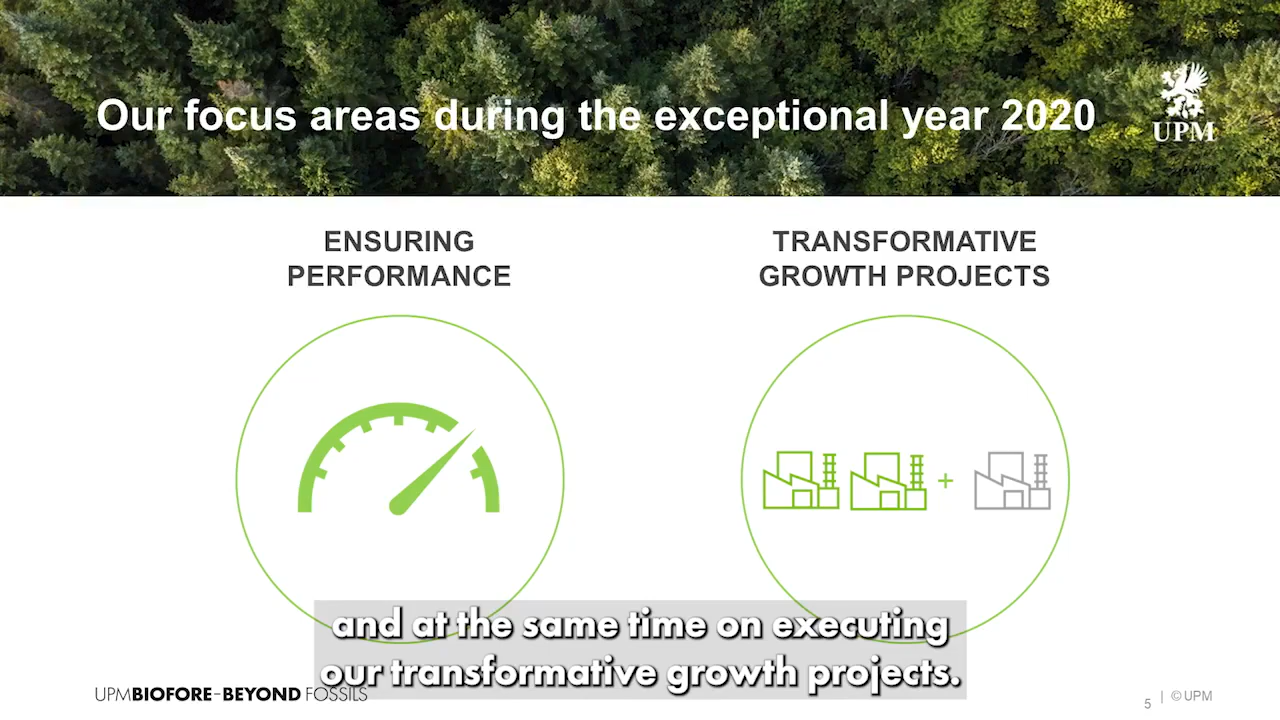 Our focus areas during the exceptional year 2020
UPM
ENSURING
PERFORMANCE
TRANSFORMATIVE
GROWTH PROJECTS
+
and at the same time on executing
our transformative growth projects.
UPMBIOFORE–BEYOND FOSSILS
5 | © UPM